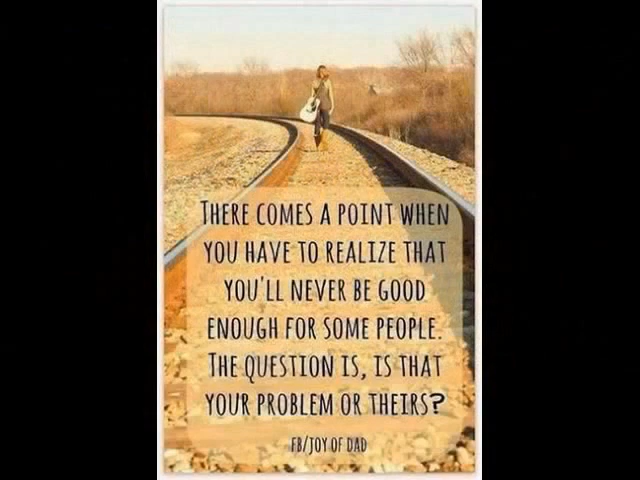 THERE COMES A POINT WHEN
YOU HAVE TO REALIZE THAT
YOU'LL NEVER BE GOOD
ENOUGH FOR SOME PEOPLE.
THE QUESTION IS, IS THAT
YOUR PROBLEM OR THEIRS?
FB/JOY OF DAD